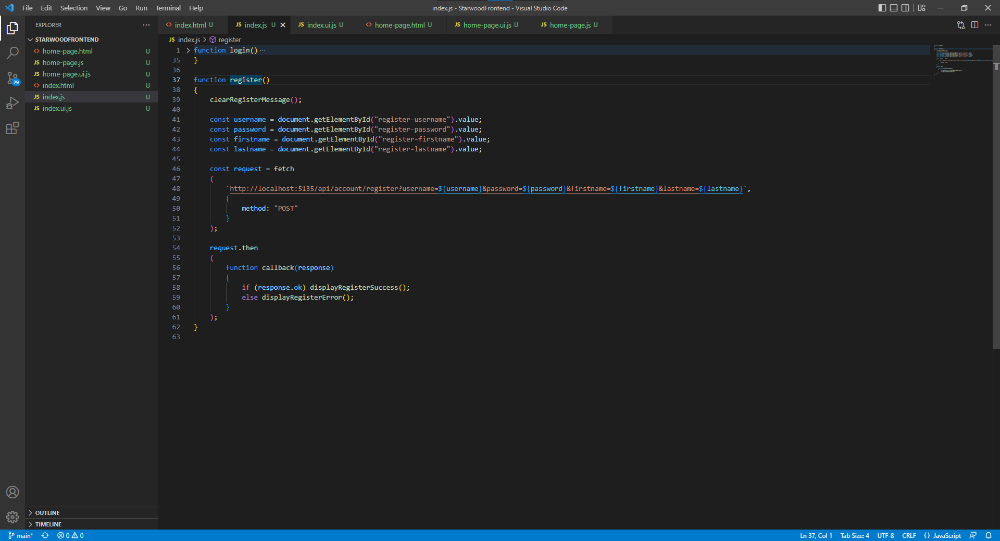 File Edit Selection View Go Run Terminal Help
index.js - StarwoodFrontend - Visual Studio Code
EXPLORER
STARWOODFRONTEND
home-page.html U
JS home-page.js U
JS home-page.ui.js U
index.html U
JS index.js U
JS index.ui.js U
29
OUTLINE
TIMELINE
index.html U JS index.js U JS index.ui.js U home-page.html U JS home-page.ui.js U JS home-page.js U
JS index.js > register
1 function login() ...
35 }
36
37 function register()
38 {
39 clearRegisterMessage();
40
41 const username = document.getElementById("register-username").value;
42 const password = document.getElementById("register-password").value;
43 const firstname = document.getElementById("register-firstname").value;
44 const lastname = document.getElementById("register-lastname").value;
45
46 const request = fetch
47 (
48 `http://localhost:5135/api/account/register?username=${username}&password=${password}&firstname=${firstname}&lastname=${lastname}`,
49 {
50 method: "POST"
51 }
52 );
53
54 request.then
55 (
56 function callback(response)
57 {
58 if (response.ok) displayRegisterSuccess();
59 else displayRegisterError();
60 }
61 );
62 }
63
main* 0 0 Ln 37, Col 1 Tab Size: 4 UTF-8 CRLF {} JavaScript